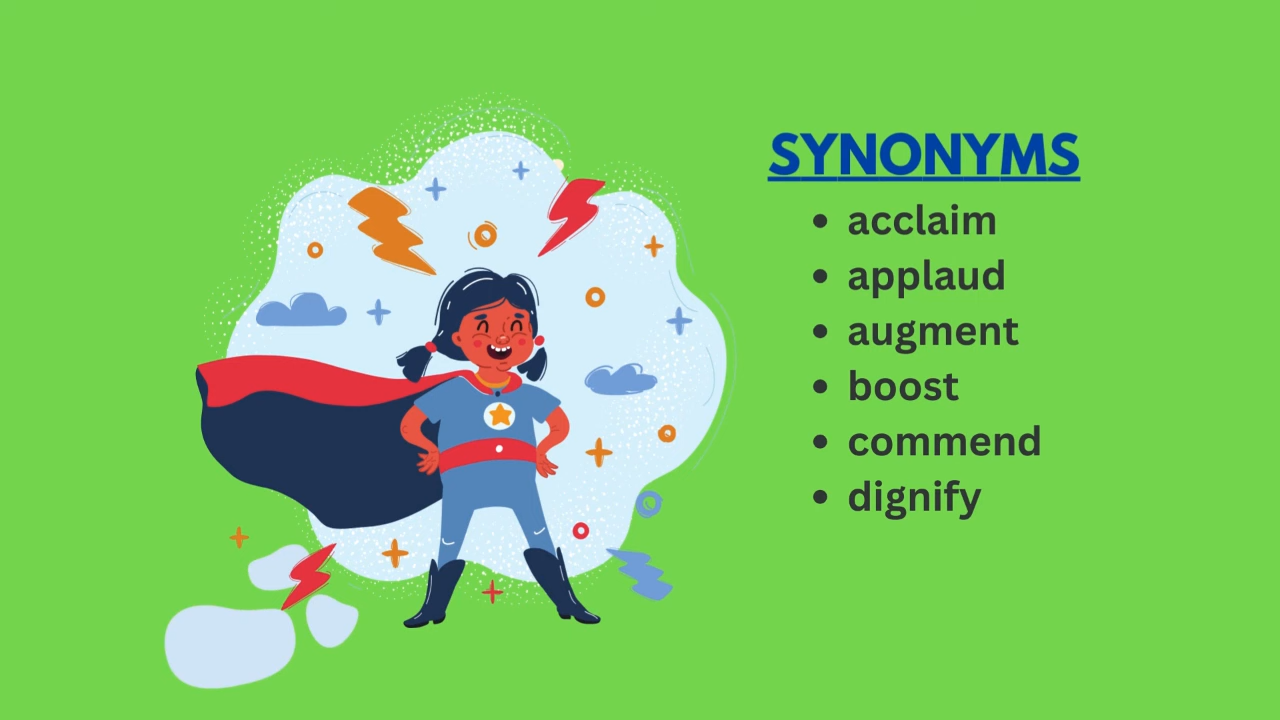 SYNONYMS
• acclaim
• applaud
• augment
• boost
• commend
• dignify